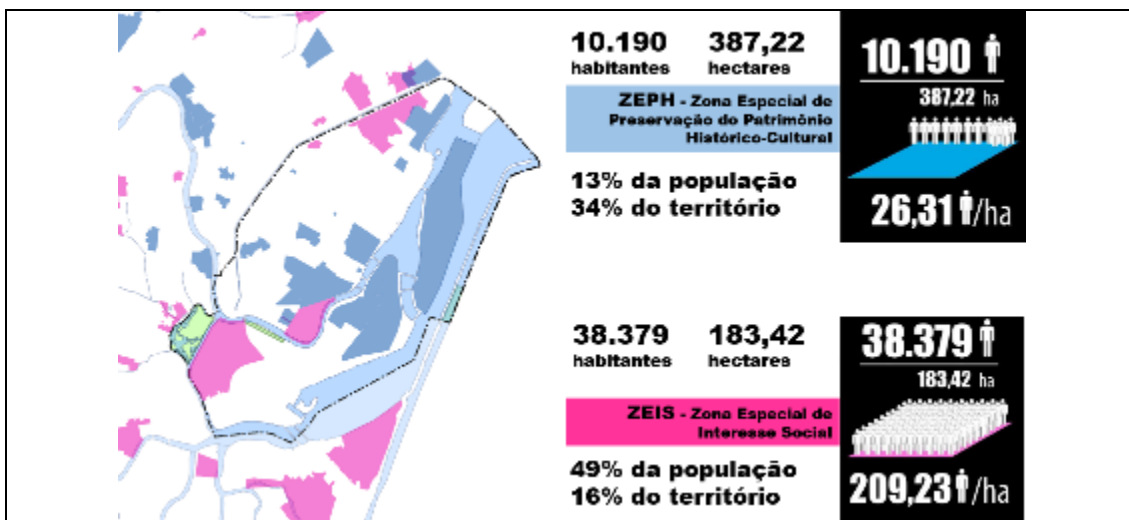 10.190 habitantes
387,22 hectares
ZEPH - Zona Especial de
Preservação do Patrimônio
Histórico-Cultural
13% da população
34% do território
10.190
387,22 ha
26,31/ha
38.379 habitantes
183,42 hectares
ZEIS - Zona Especial de
Interesse Social
49% da população
16% do território
38.379
183,42 ha
209,23/ha